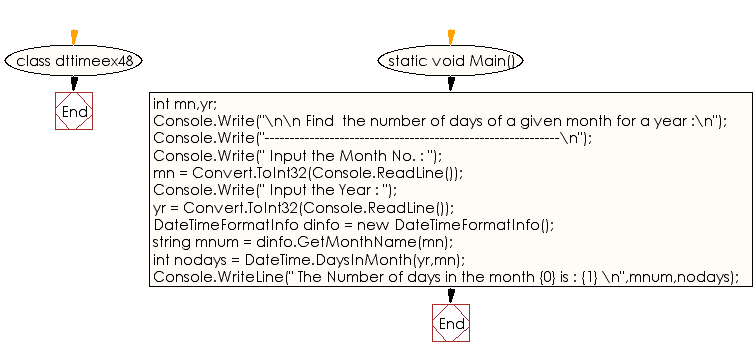 class dttimeex48
static void Main()
End
int mn,yr;
Console.Write("\n\n Find  the number of days of a given month for a year :\n");
Console.Write("-----------------------------------------------------------\n");
Console.Write(" Input the Month No. : ");
mn = Convert.ToInt32(Console.ReadLine());
Console.Write(" Input the Year : ");
yr = Convert.ToInt32(Console.ReadLine());
DateTimeFormatInfo dinfo = new DateTimeFormatInfo();
string mnum = dinfo.GetMonthName(mn);
int nodays = DateTime.DaysInMonth(yr,mn);
Console.WriteLine(" The Number of days in the month {0} is : {1} \n",mnum,nodays);
End